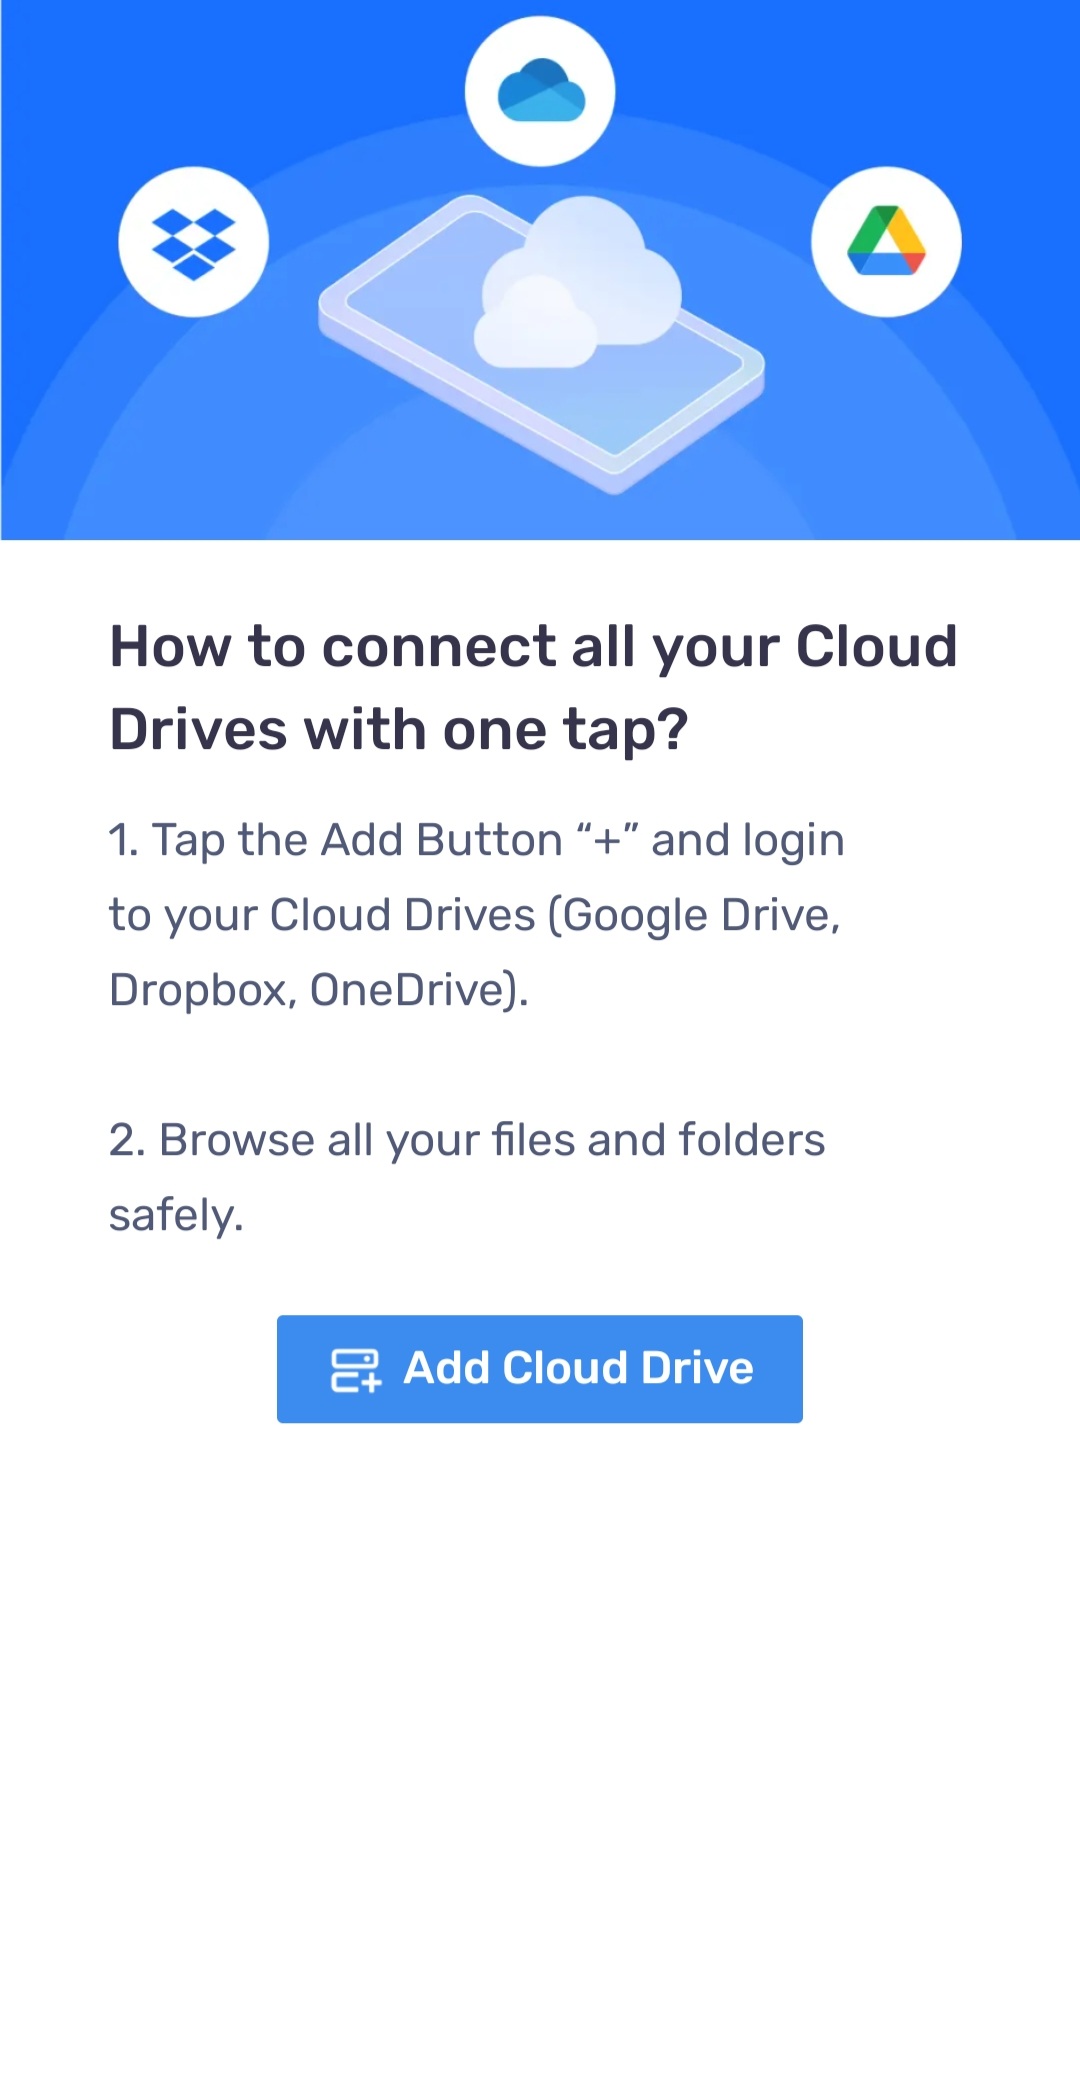 How to connect all your Cloud
Drives with one tap?
1. Tap the Add Button “+” and login
to your Cloud Drives (Google Drive,
Dropbox, OneDrive).
2. Browse all your files and folders
safely.
Add Cloud Drive